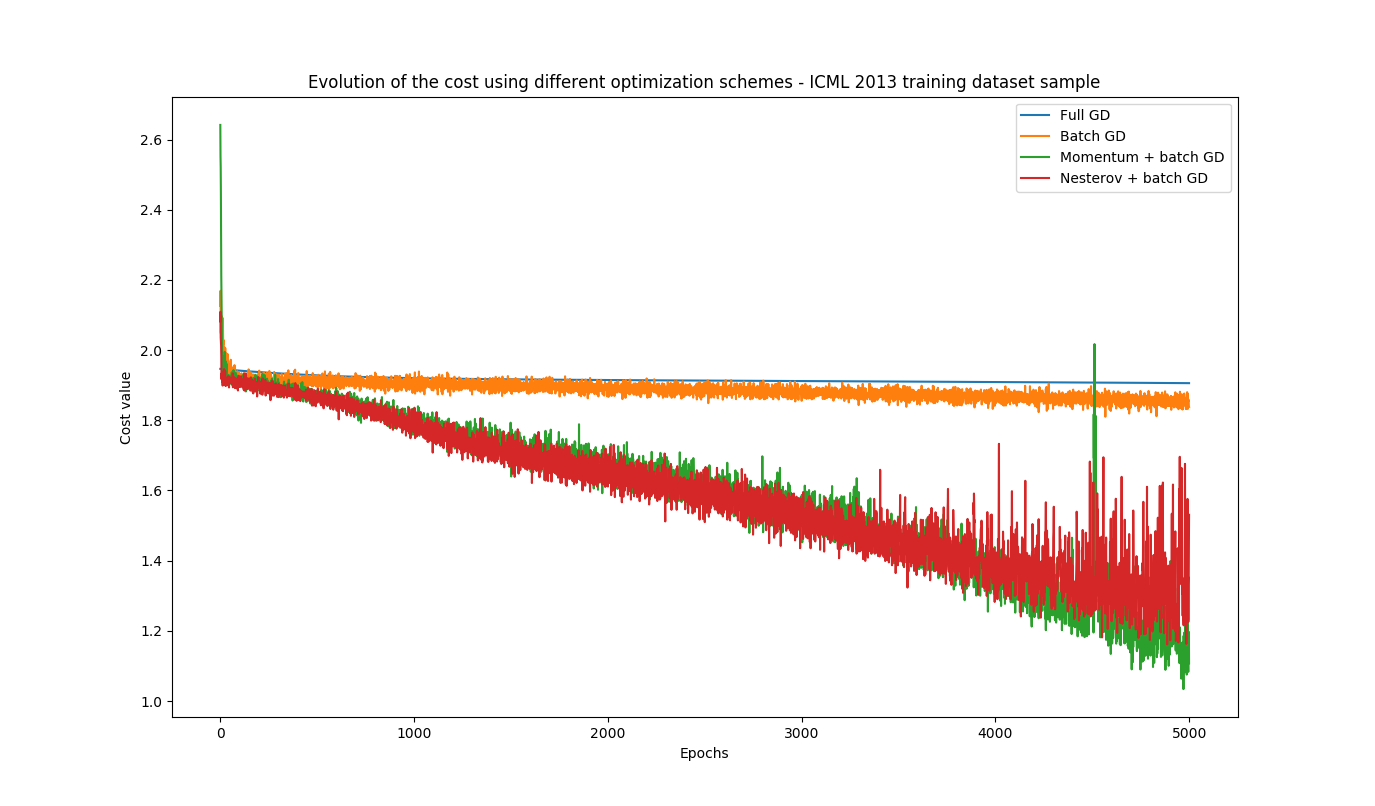 Evolution of the cost using different optimization schemes - ICML 2013 training dataset sample
Full GD
Batch GD
Momentum + batch GD
Nesterov + batch GD
Cost value
2.6
2.4
2.2
2.0
1.8
1.6
1.4
1.2
1.0
0 1000 2000 3000 4000 5000
Epochs